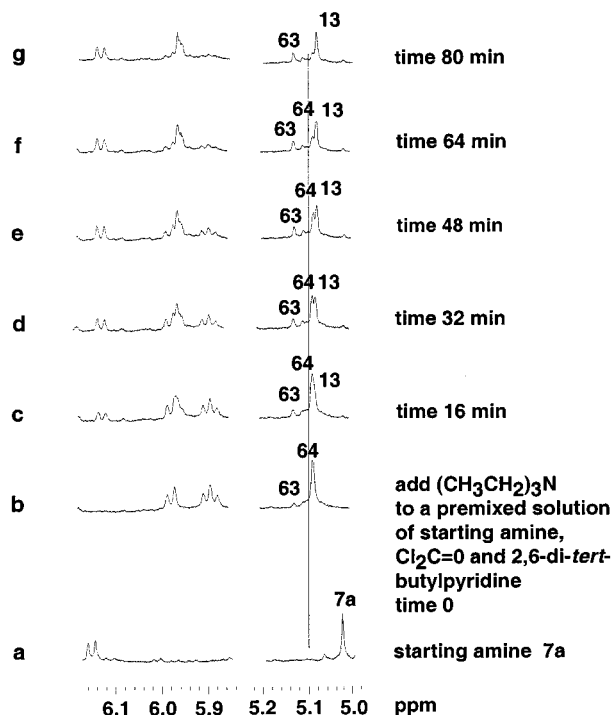 13
63
g
time 80 min
64 13
63
f
time 64 min
64 13
63
e
time 48 min
64 13
63
d
time 32 min
64
13
63
c
time 16 min
64
63
b
add (CH3CH2)3N
to a premixed solution
of starting amine,
Cl2C=0 and 2,6-di-tert-
butylpyridine
time 0
7a
a
starting amine 7a
6.1 6.0 5.9 5.2 5.1 5.0 ppm